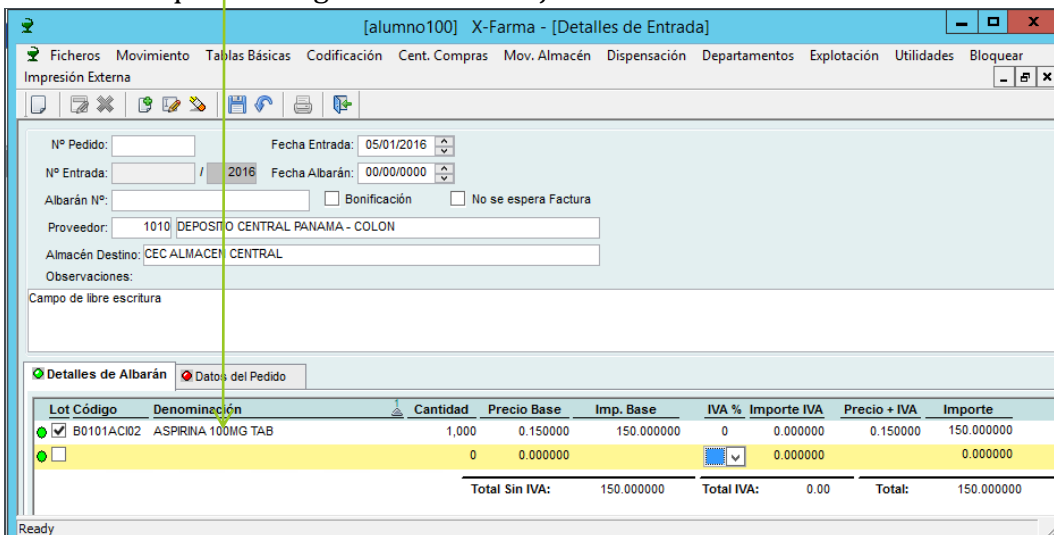 [alumno100] X-Farma - [Detalles de Entrada]
Ficheros Movimiento Tablas Básicas Codificación Cent. Compras Mov. Almacén Dispensación Departamentos Explotación Utilidades Bloquear
Impresión Externa
Nº Pedido: Fecha Entrada: 05/01/2016
Nº Entrada: / 2016 Fecha Albarán: 00/00/0000
Albarán Nº: Bonificación No se espera Factura
Proveedor: 1010 DEPOSITO CENTRAL PANAMA - COLON
Almacén Destino: CEC ALMACEN CENTRAL
Observaciones:
Campo de libre escritura
Detalles de Albarán Datos del Pedido
Lot Código Denominación 1 Cantidad Precio Base Imp. Base IVA % Importe IVA Precio + IVA Importe
B0101ACI02 ASPIRINA 100MG TAB 1,000 0.150000 150.000000 0 0.000000 0.150000 150.000000
0 0.000000 0.000000 0.000000
Total Sin IVA: 150.000000 Total IVA: 0.00 Total: 150.000000
Ready